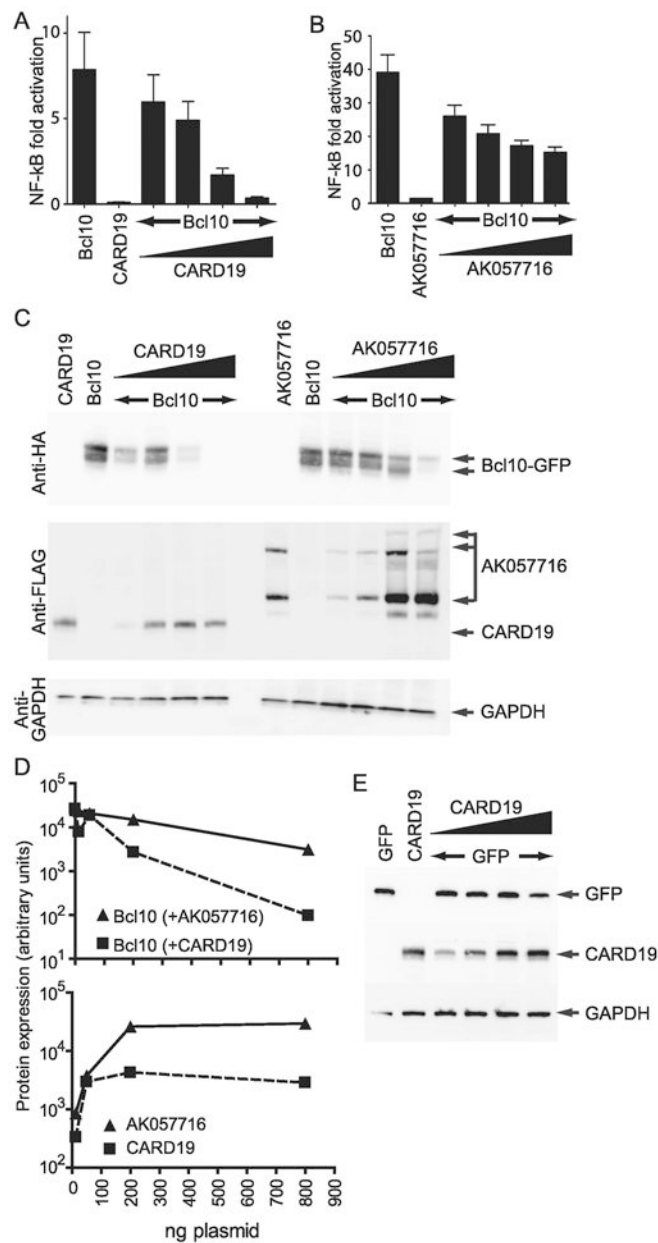 A
NF-kB fold activation
10
5
0
Bcl10
CARD19
Bcl10
CARD19
B
NF-kB fold activation
50
40
30
20
10
0
Bcl10
AK057716
Bcl10
AK057716
C
CARD19
Bcl10
CARD19
Bcl10
AK057716
Bcl10
AK057716
Bcl10
Anti-HA
Bcl10-GFP
Anti-FLAG
AK057716
CARD19
Anti-
GAPDH
GAPDH
D
Protein expression (arbitrary units)
10^5
10^4
10^3
10^2
10^1
Bcl10 (+AK057716)
Bcl10 (+CARD19)
10^5
10^4
10^3
10^2
AK057716
CARD19
0
100
200
300
400
500
600
700
800
900
ng plasmid
E
GFP
CARD19
CARD19
GFP
GFP
CARD19
GAPDH